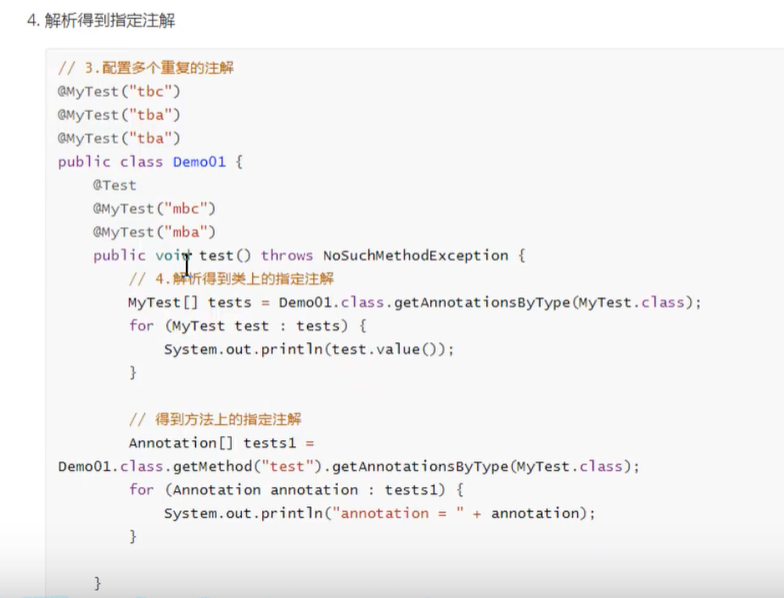 4. 解析得到指定注解
// 3.配置多个重复的注解
@MyTest("tbc")
@MyTest("tba")
@MyTest("tba")
public class Demo01 {
@Test
@MyTest("mbc")
@MyTest("mba")
public void test() throws NoSuchMethodException {
// 4.解析得到类上的指定注解
MyTest[] tests = Demo01.class.getAnnotationsByType(MyTest.class);
for (MyTest test : tests) {
System.out.println(test.value());
}
// 得到方法上的指定注解
Annotation[] tests1 =
Demo01.class.getMethod("test").getAnnotationsByType(MyTest.class);
for (Annotation annotation : tests1) {
System.out.println("annotation = " + annotation);
}
}